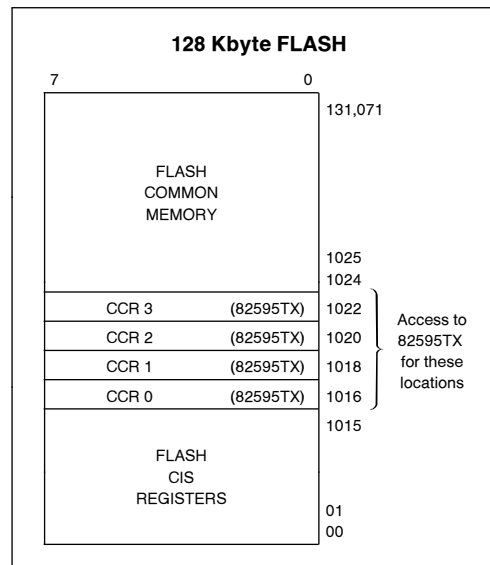 128 Kbyte FLASH
7 0
131,071
FLASH
COMMON
MEMORY
1025
1024
CCR 3 (82595TX) 1022
CCR 2 (82595TX) 1020
CCR 1 (82595TX) 1018
CCR 0 (82595TX) 1016
Access to
82595TX
for these
locations
1015
FLASH
CIS
REGISTERS
01
00